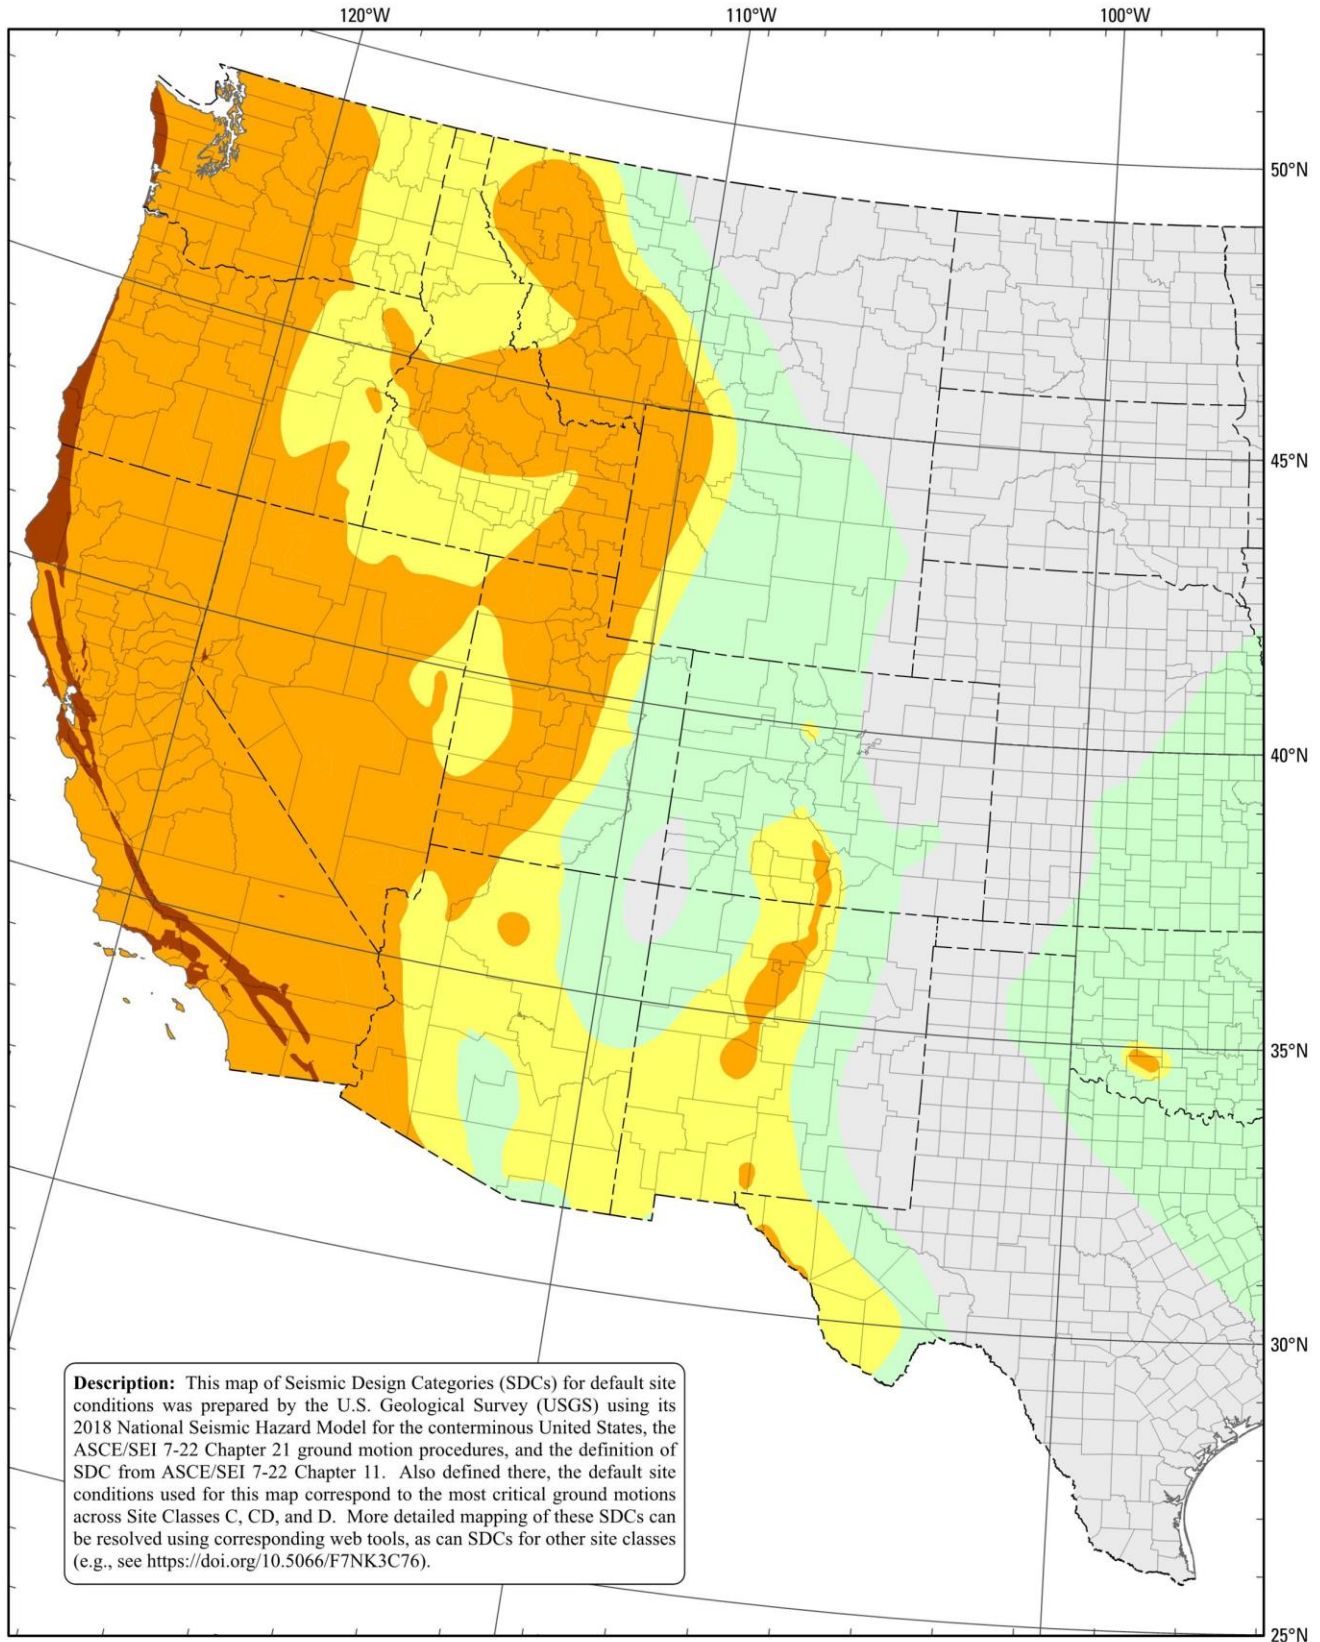 120°W 110°W 100°W
50°N
45°N
40°N
35°N
30°N
Description: This map of Seismic Design Categories (SDCs) for default site
conditions was prepared by the U.S. Geological Survey (USGS) using its
2018 National Seismic Hazard Model for the conterminous United States, the
ASCE/SEI 7-22 Chapter 21 ground motion procedures, and the definition of
SDC from ASCE/SEI 7-22 Chapter 11. Also defined there, the default site
conditions used for this map correspond to the most critical ground motions
across Site Classes C, CD, and D. More detailed mapping of these SDCs can
be resolved using corresponding web tools, as can SDCs for other site classes
(e.g., see https://doi.org/10.5066/F7NK3C76).
25°N